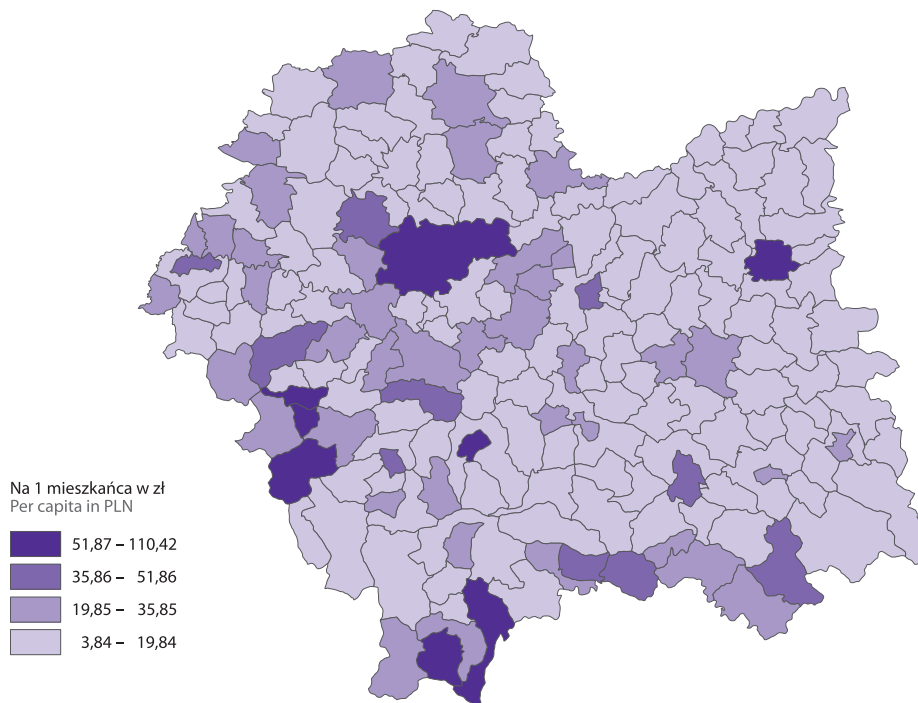 Na 1 mieszkańca w zł
Per capita in PLN
51,87 – 110,42
35,86 – 51,86
19,85 – 35,85
3,84 – 19,84